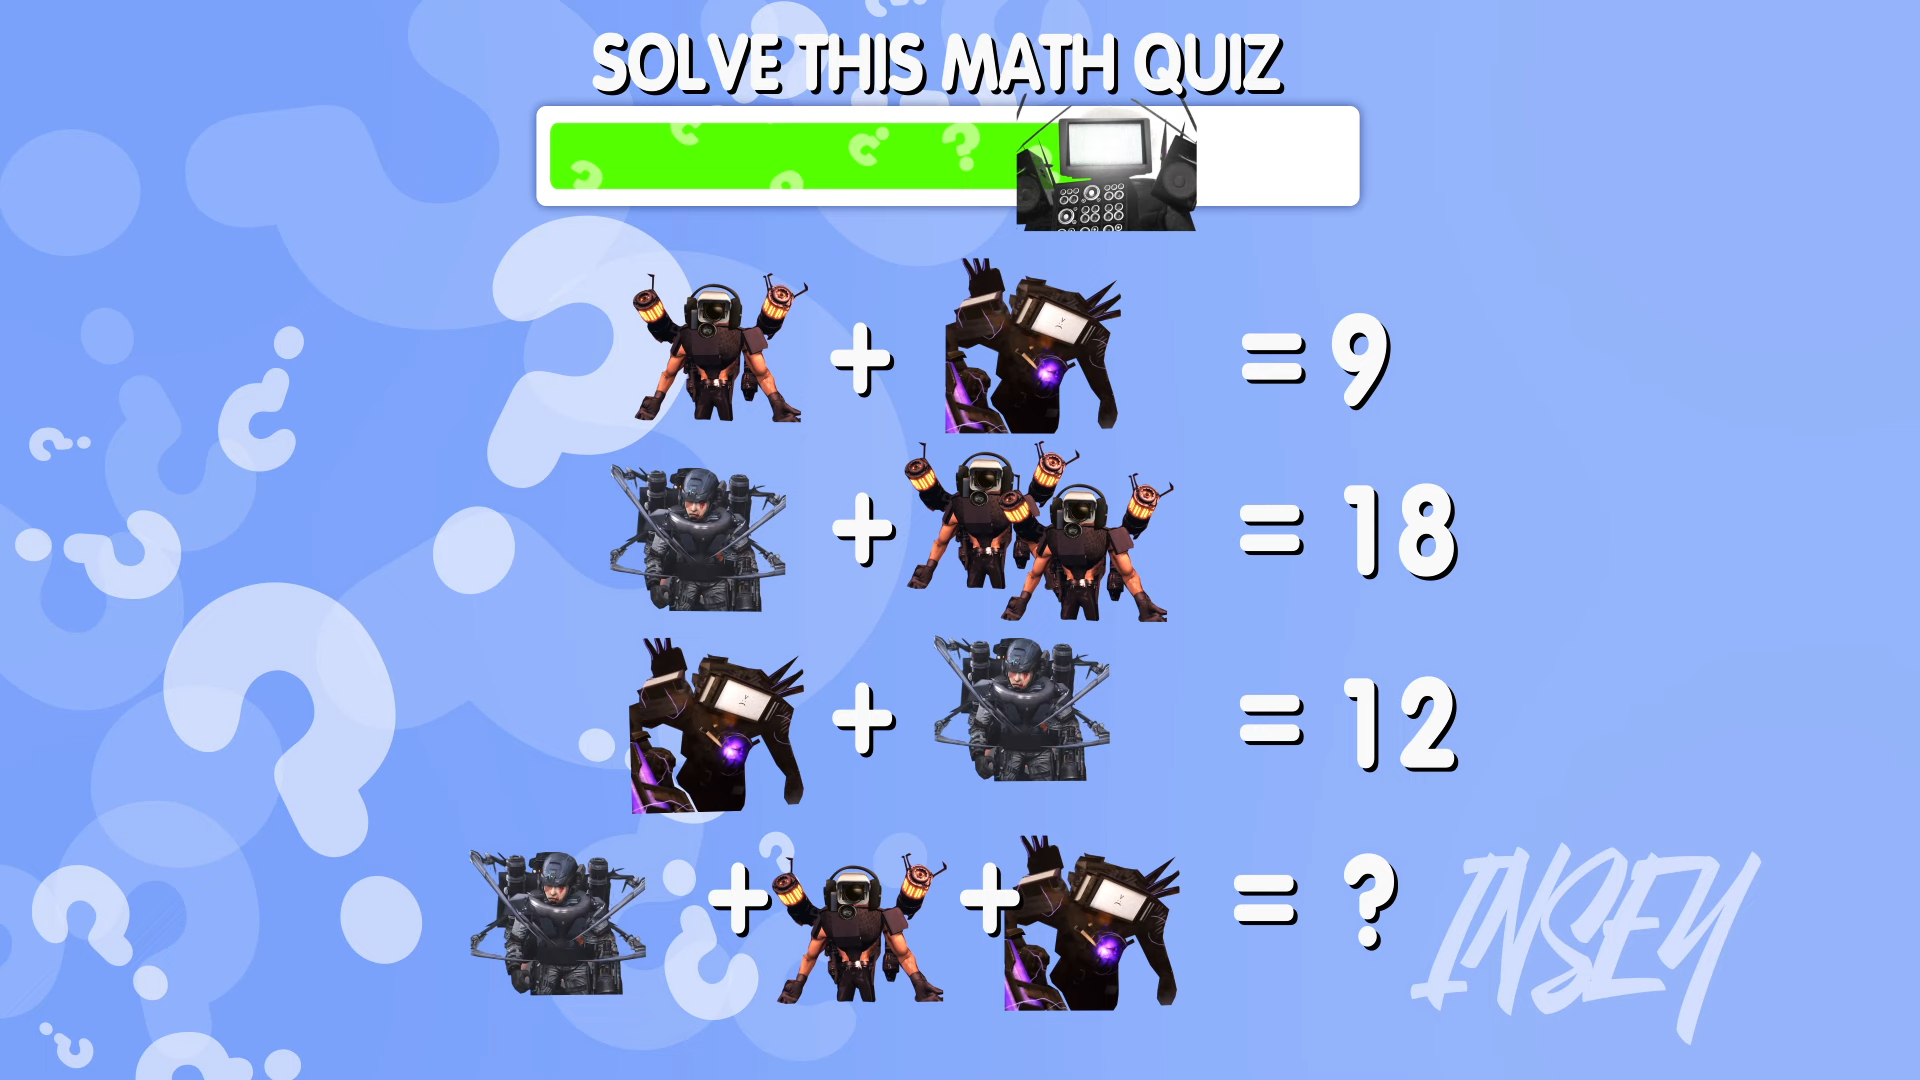 SOLVE THIS MATH QUIZ
+ = 9
+ = 18
+ = 12
+ + = ?
INSEY